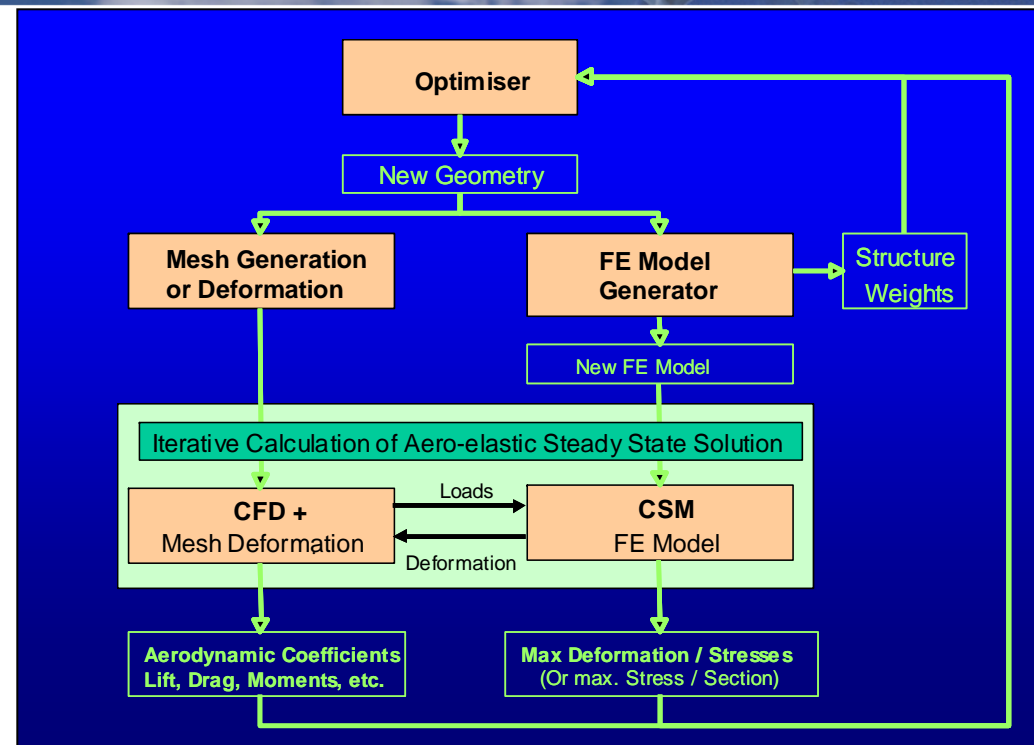 Optimiser
New Geometry
Mesh Generation
or Deformation
FE Model
Generator
Structure
Weights
New FE Model
Iterative Calculation of Aero-elastic Steady State Solution
CFD +
Mesh Deformation
Loads
Deformation
CSM
FE Model
Aerodynamic Coefficients
Lift, Drag, Moments, etc.
Max Deformation / Stresses
(Or max. Stress / Section)